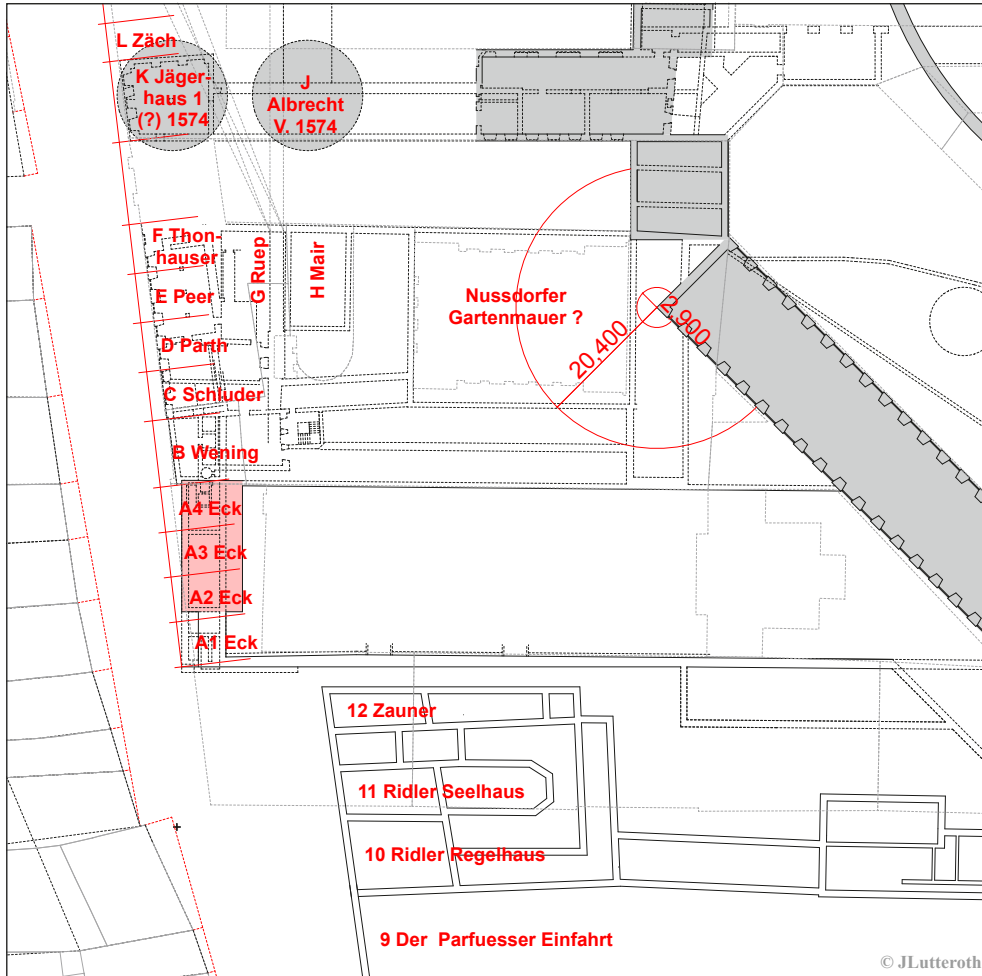 L Zäch
K Jäger-
haus 1
(?) 1574
J
Albrecht
V. 1574
F Thon-
hauser
G Ruep
H Mair
E Peer
Nussdorfer
Gartenmauer ?
2,900
20,400
D Parth
C Schluder
B Wening
A4 Eck
A3 Eck
A2 Eck
A1 Eck
12 Zauner
11 Ridler Seelhaus
10 Ridler Regelhaus
9 Der Parfuesser Einfahrt
© JLutteroth